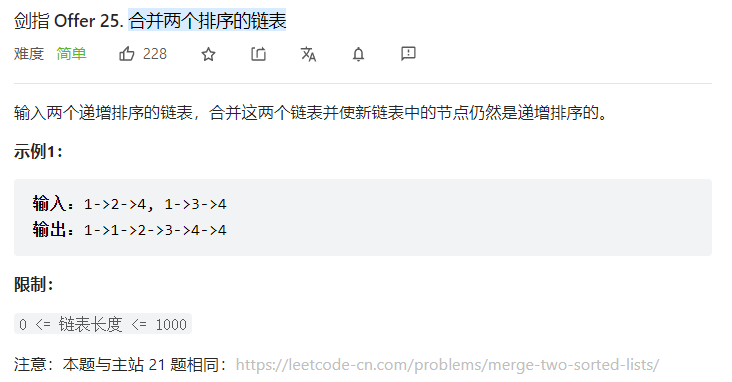 剑指 Offer 25. 合并两个排序的链表
难度 简单 228
输入两个递增排序的链表，合并这两个链表并使新链表中的节点仍然是递增排序的。
示例1：
输入：1->2->4, 1->3->4
输出：1->1->2->3->4->4
限制：
0 <= 链表长度 <= 1000
注意：本题与主站 21 题相同：https://leetcode-cn.com/problems/merge-two-sorted-lists/